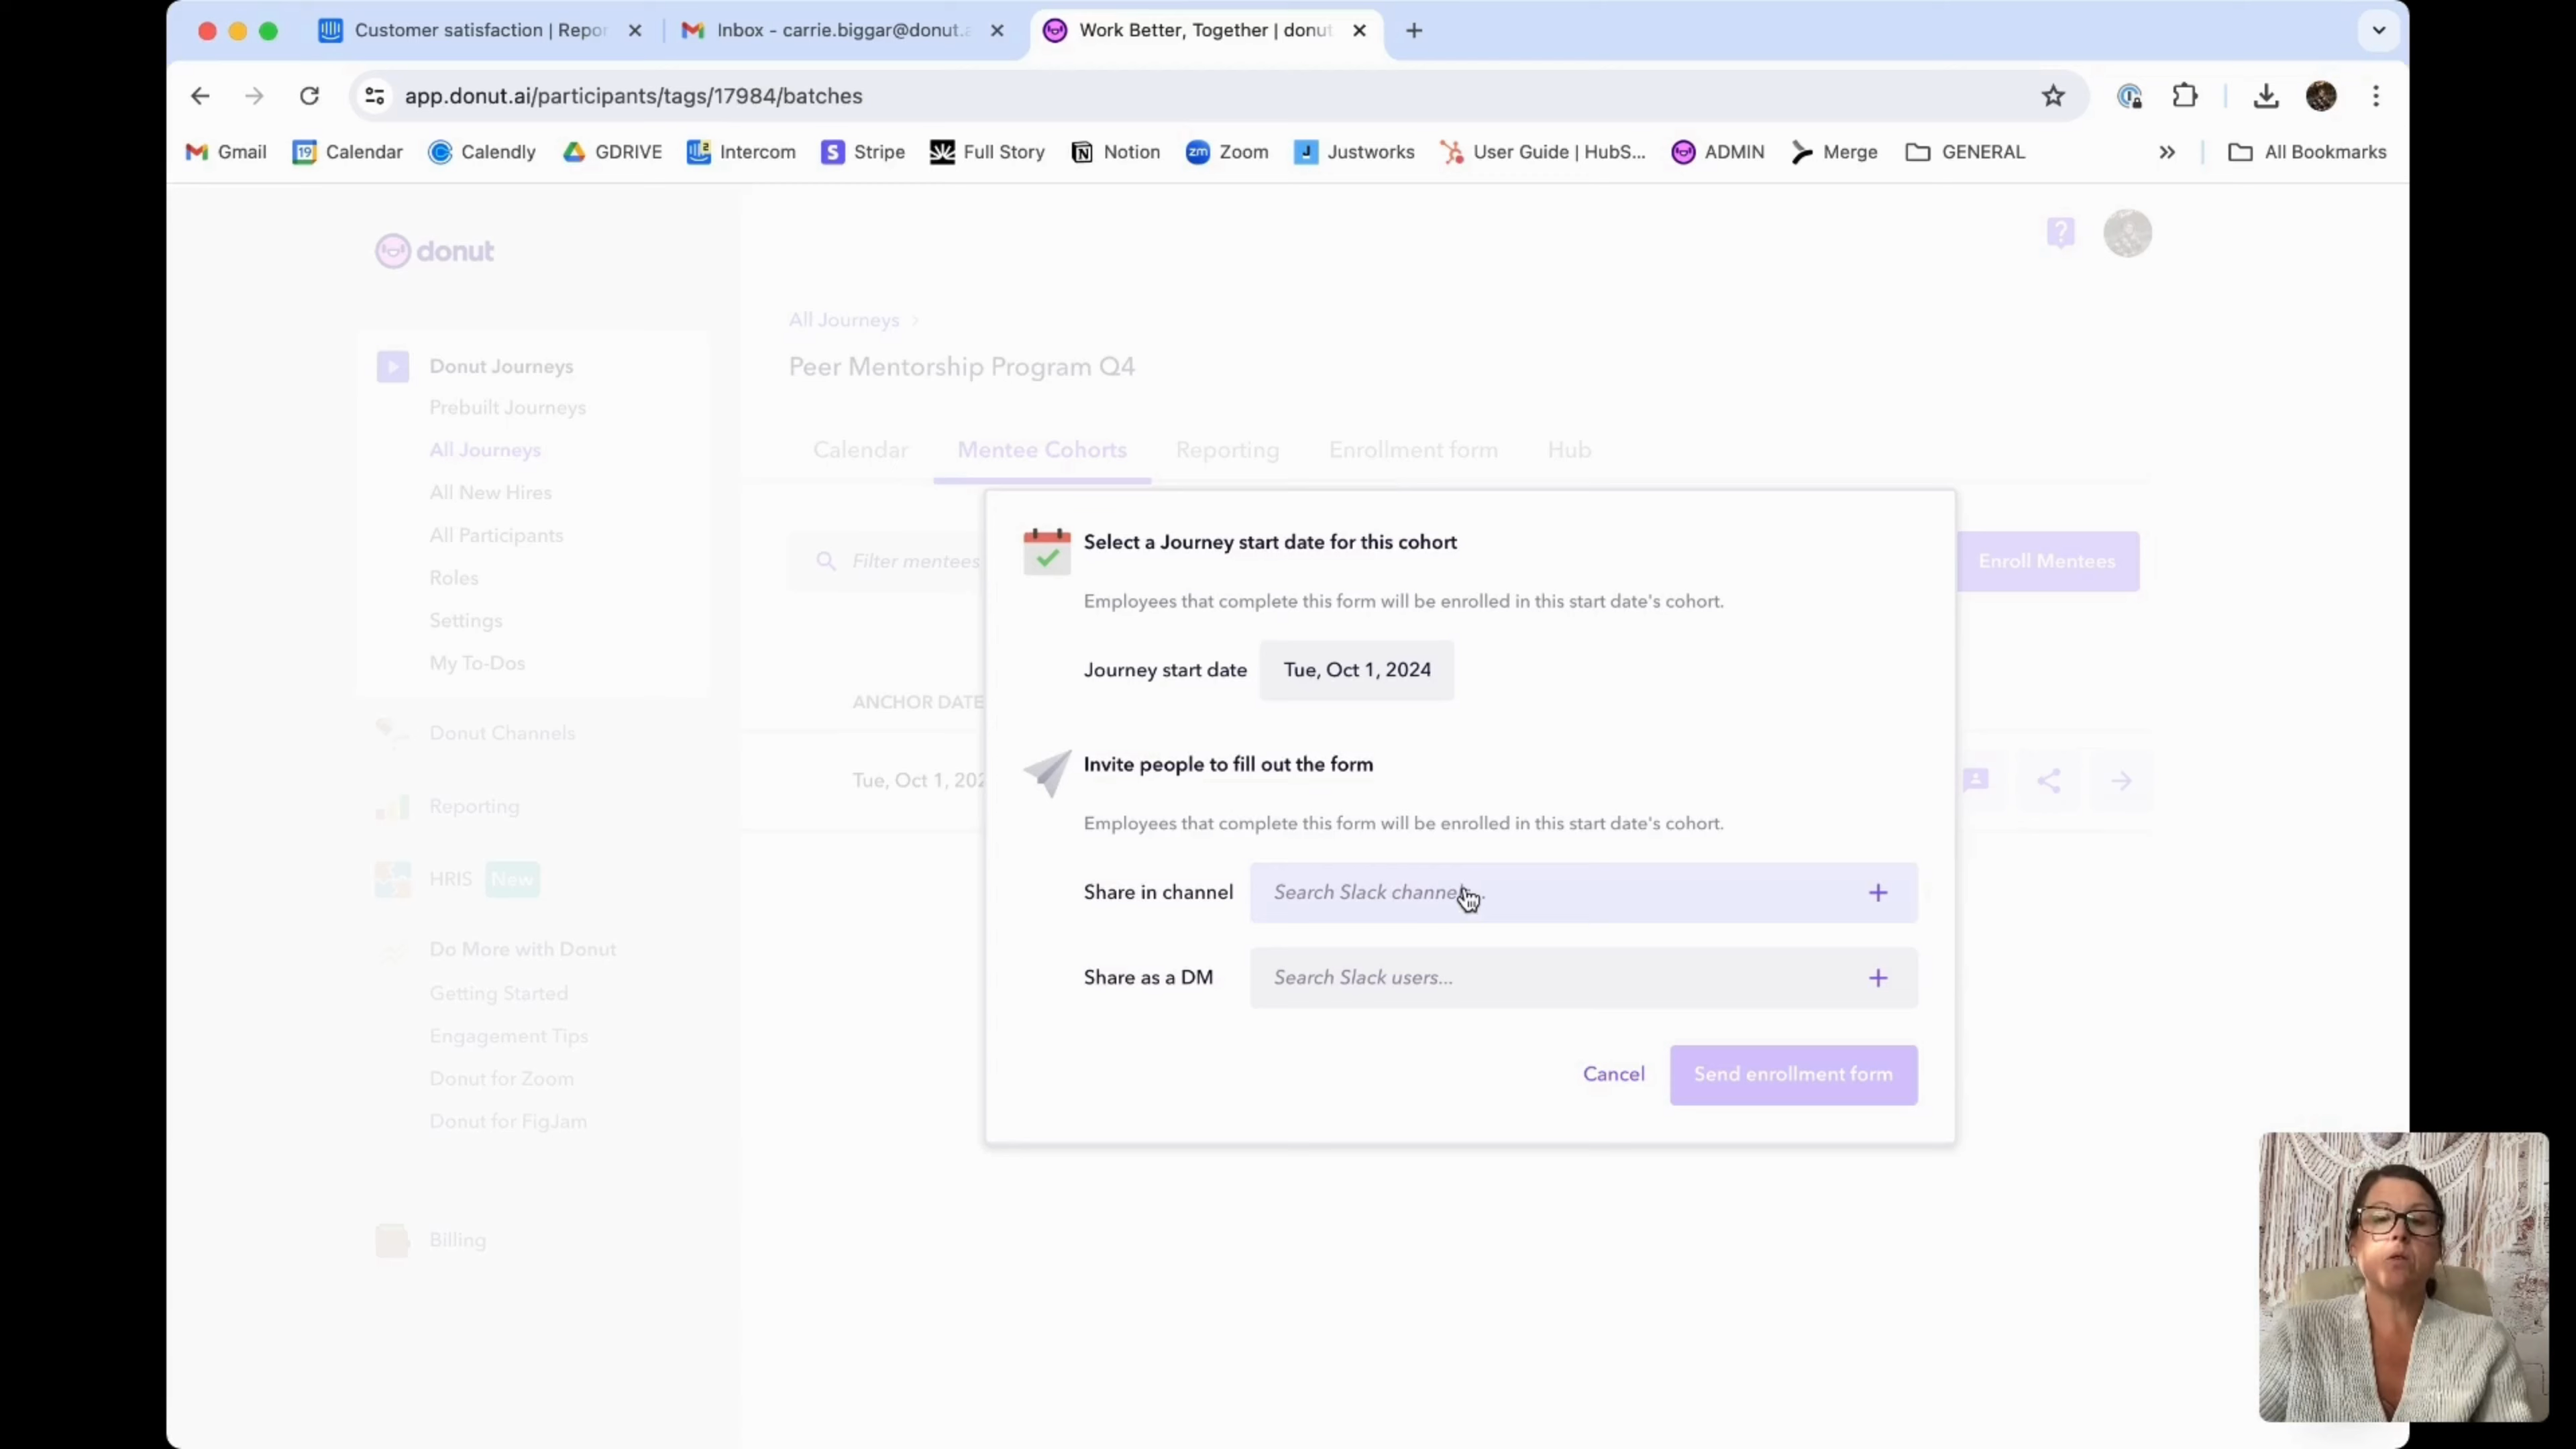 Customer satisfaction | Repor
Inbox - carrie.biggar@donut.a
Work Better, Together | donut
app.donut.ai/participants/tags/17984/batches
Gmail
Calendar
Calendly
GDRIVE
Intercom
Stripe
Full Story
Notion
Zoom
Justworks
User Guide | HubS...
ADMIN
Merge
GENERAL
All Bookmarks
donut
All Journeys
Peer Mentorship Program Q4
Donut Journeys
Prebuilt Journeys
All Journeys
All New Hires
All Participants
Roles
Settings
My To-Dos
Donut Channels
Reporting
HRIS New
Do More with Donut
Getting Started
Engagement Tips
Donut for Zoom
Donut for FigJam
Billing
Calendar
Mentee Cohorts
Reporting
Enrollment form
Hub
Filter mentees
Enroll Mentees
ANCHOR DATE
Tue, Oct 1, 202
Select a Journey start date for this cohort
Employees that complete this form will be enrolled in this start date's cohort.
Journey start date Tue, Oct 1, 2024
Invite people to fill out the form
Employees that complete this form will be enrolled in this start date's cohort.
Share in channel Search Slack channels...
Share as a DM Search Slack users...
Cancel
Send enrollment form